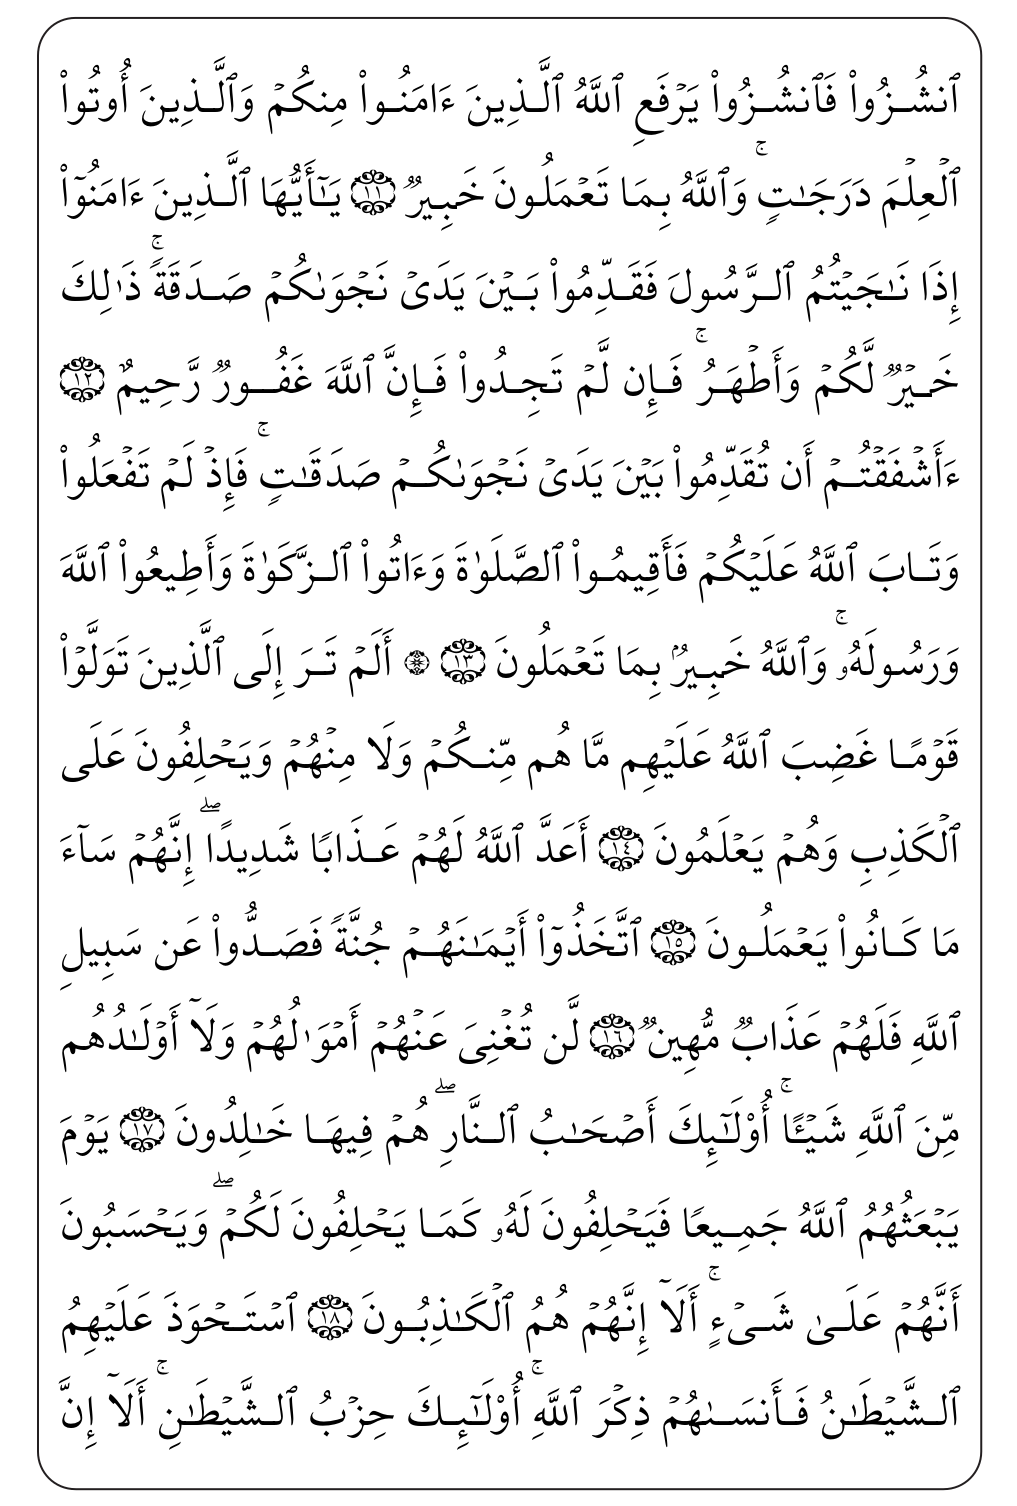 ٱنشُزُوا۟ فَٱنشُزُوا۟ يَرْفَعِ ٱللَّهُ ٱلَّذِينَ ءَامَنُوا۟ مِنكُمْ وَٱلَّذِينَ أُوتُوا۟
ٱلْعِلْمَ دَرَجَـٰتٍ ۚ وَٱللَّهُ بِمَا تَعْمَلُونَ خَبِيرٌ ١١ يَـٰٓأَيُّهَا ٱلَّذِينَ ءَامَنُوٓا۟
إِذَا نَـٰجَيْتُمُ ٱلرَّسُولَ فَقَدِّمُوا۟ بَيْنَ يَدَىْ نَجْوَىٰكُمْ صَدَقَةً ۚ ذَٰلِكَ
خَيْرٌ لَّكُمْ وَأَطْهَرُ ۚ فَإِن لَّمْ تَجِدُوا۟ فَإِنَّ ٱللَّهَ غَفُورٌ رَّحِيمٌ ١٢
ءَأَشْفَقْتُمْ أَن تُقَدِّمُوا۟ بَيْنَ يَدَىْ نَجْوَىٰكُمْ صَدَقَـٰتٍ ۚ فَإِذْ لَمْ تَفْعَلُوا۟
وَتَابَ ٱللَّهُ عَلَيْكُمْ فَأَقِيمُوا۟ ٱلصَّلَوٰةَ وَءَاتُوا۟ ٱلزَّكَوٰةَ وَأَطِيعُوا۟ ٱللَّهَ
وَرَسُولَهُۥ ۚ وَٱللَّهُ خَبِيرٌۢ بِمَا تَعْمَلُونَ ١٣ ۞ أَلَمْ تَرَ إِلَى ٱلَّذِينَ تَوَلَّوْا۟
قَوْمًا غَضِبَ ٱللَّهُ عَلَيْهِم مَّا هُم مِّنكُمْ وَلَا مِنْهُمْ وَيَحْلِفُونَ عَلَى
ٱلْكَذِبِ وَهُمْ يَعْلَمُونَ ١٤ أَعَدَّ ٱللَّهُ لَهُمْ عَذَابًا شَدِيدًا ۖ إِنَّهُمْ سَآءَ
مَا كَانُوا۟ يَعْمَلُونَ ١٥ ٱتَّخَذُوٓا۟ أَيْمَـٰنَهُمْ جُنَّةً فَصَدُّوا۟ عَن سَبِيلِ
ٱللَّهِ فَلَهُمْ عَذَابٌ مُّهِينٌ ١٦ لَّن تُغْنِىَ عَنْهُمْ أَمْوَٰلُهُمْ وَلَآ أَوْلَـٰدُهُم
مِّنَ ٱللَّهِ شَيْـًٔا ۚ أُو۟لَـٰٓئِكَ أَصْحَـٰبُ ٱلنَّارِ ۖ هُمْ فِيهَا خَـٰلِدُونَ ١٧ يَوْمَ
يَبْعَثُهُمُ ٱللَّهُ جَمِيعًا فَيَحْلِفُونَ لَهُۥ كَمَا يَحْلِفُونَ لَكُمْ ۖ وَيَحْسَبُونَ
أَنَّهُمْ عَلَىٰ شَىْءٍ ۚ أَلَآ إِنَّهُمْ هُمُ ٱلْكَـٰذِبُونَ ١٨ ٱسْتَحْوَذَ عَلَيْهِمُ
ٱلشَّيْطَـٰنُ فَأَنسَىٰهُمْ ذِكْرَ ٱللَّهِ ۚ أُو۟لَـٰٓئِكَ حِزْبُ ٱلشَّيْطَـٰنِ ۚ أَلَآ إِنَّ